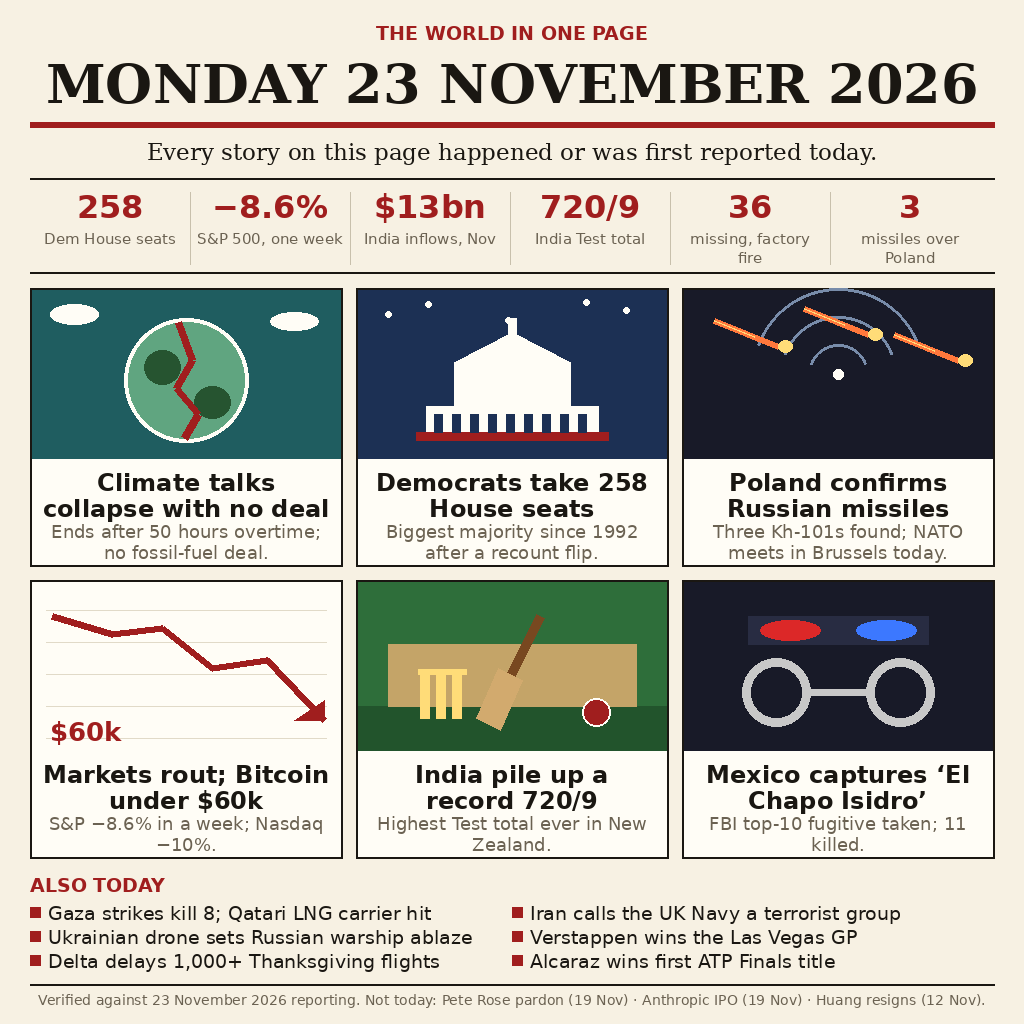 THE WORLD IN ONE PAGE
MONDAY 23 NOVEMBER 2026
Every story on this page happened or was first reported today.
258
Dem House seats
−8.6%
S&P 500, one week
$13bn
India inflows, Nov
720/9
India Test total
36
missing, factory
fire
3
missiles over
Poland
Climate talks
collapse with no deal
Ends after 50 hours overtime;
no fossil-fuel deal.
Democrats take 258
House seats
Biggest majority since 1992
after a recount flip.
Poland confirms
Russian missiles
Three Kh-101s found; NATO
meets in Brussels today.
$60k
Markets rout; Bitcoin
under $60k
S&P −8.6% in a week; Nasdaq
−10%.
India pile up a
record 720/9
Highest Test total ever in New
Zealand.
Mexico captures ‘El
Chapo Isidro’
FBI top-10 fugitive taken; 11
killed.
ALSO TODAY
Gaza strikes kill 8; Qatari LNG carrier hit
Ukrainian drone sets Russian warship ablaze
Delta delays 1,000+ Thanksgiving flights
Iran calls the UK Navy a terrorist group
Verstappen wins the Las Vegas GP
Alcaraz wins first ATP Finals title
Verified against 23 November 2026 reporting. Not today: Pete Rose pardon (19 Nov) · Anthropic IPO (19 Nov) · Huang resigns (12 Nov).